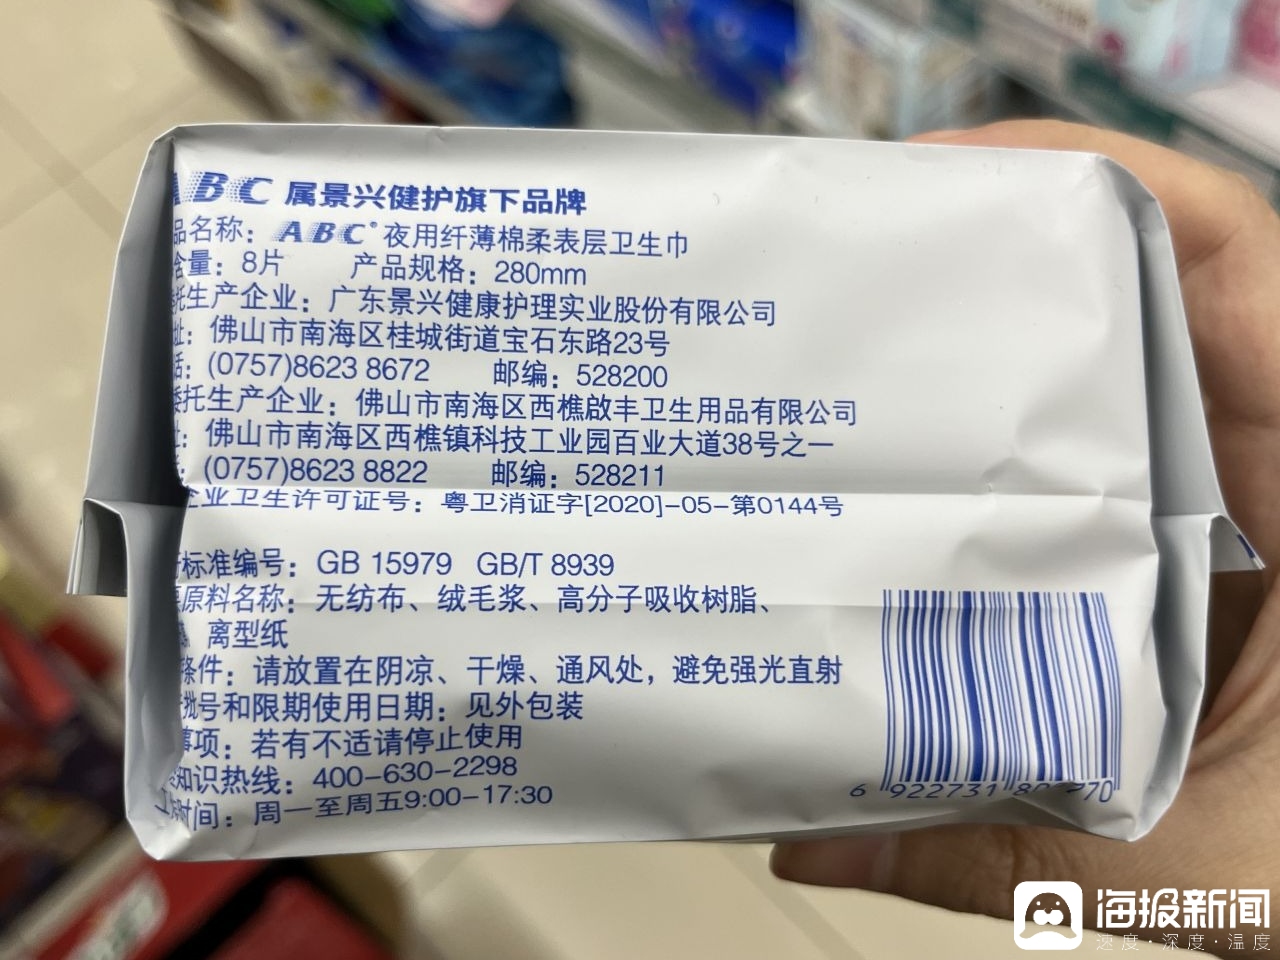 ABC 属景兴健护旗下品牌
品名称：ABC® 夜用纤薄棉柔表层卫生巾
含量：8片 产品规格：280mm
托生产企业：广东景兴健康护理实业股份有限公司
址：佛山市南海区桂城街道宝石东路23号
话：(0757)8623 8672 邮编：528200
委托生产企业：佛山市南海区西樵啟丰卫生用品有限公司
址：佛山市南海区西樵镇科技工业园百业大道38号之一
(0757)8623 8822 邮编：528211
企业卫生许可证号：粤卫消证字[2020]-05-第0144号
标准编号：GB 15979 GB/T 8939
原料名称：无纺布、绒毛浆、高分子吸收树脂、
离型纸
條件：请放置在阴凉、干燥、通风处，避免强光直射
批号和限期使用日期：见外包装
事项：若有不适请停止使用
知识热线：400-630-2298
时间：周一至周五9:00-17:30
6 922731 70
海报新闻
速度·深度·温度